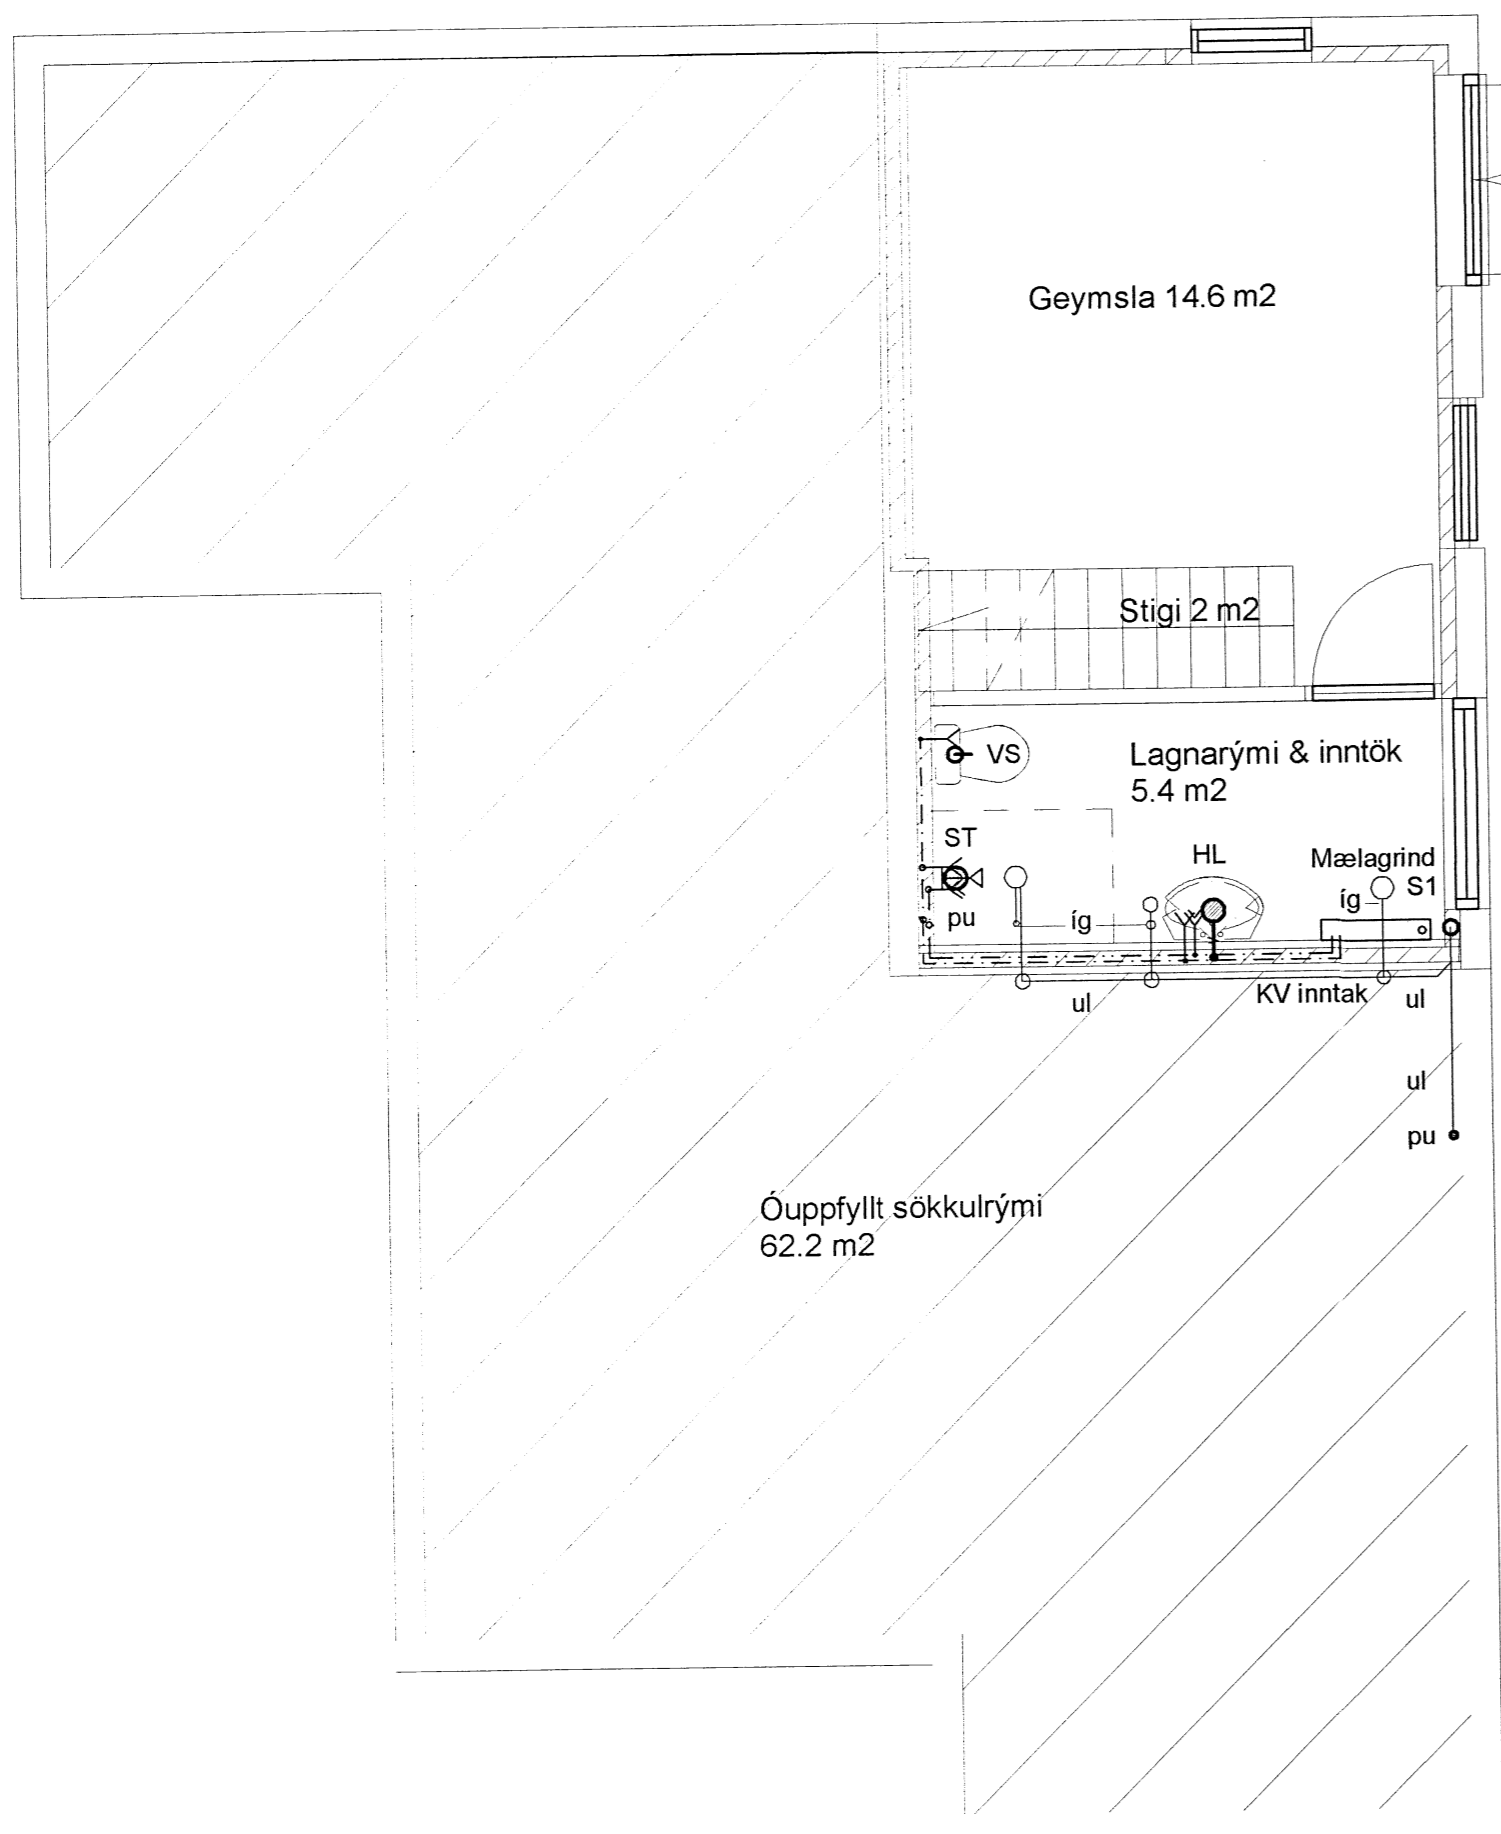 Geymsla 14.6 m2
Stigi 2 m2
VS
Lagnarými & inntök
5.4 m2
ST
HL
Mælagrind
S1
íg
pu
íg
ul
KV inntak
ul
ul
pu
Óuppfyllt sökkulrými
62.2 m2